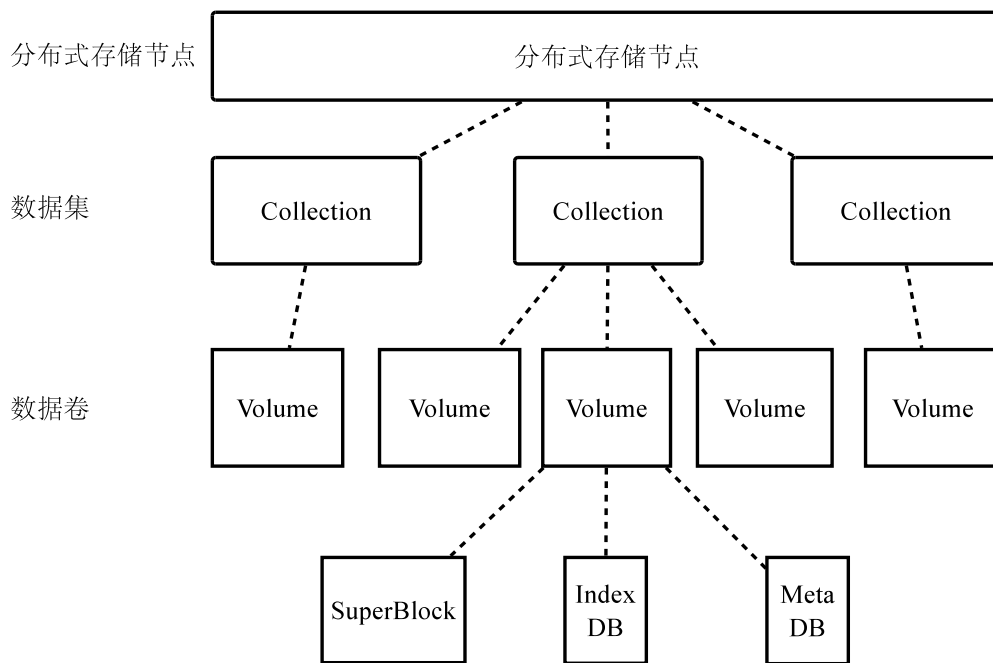 分布式存储节点
分布式存储节点
数据集
Collection
Collection
Collection
数据卷
Volume
Volume
Volume
Volume
Volume
SuperBlock
Index
DB
Meta
DB